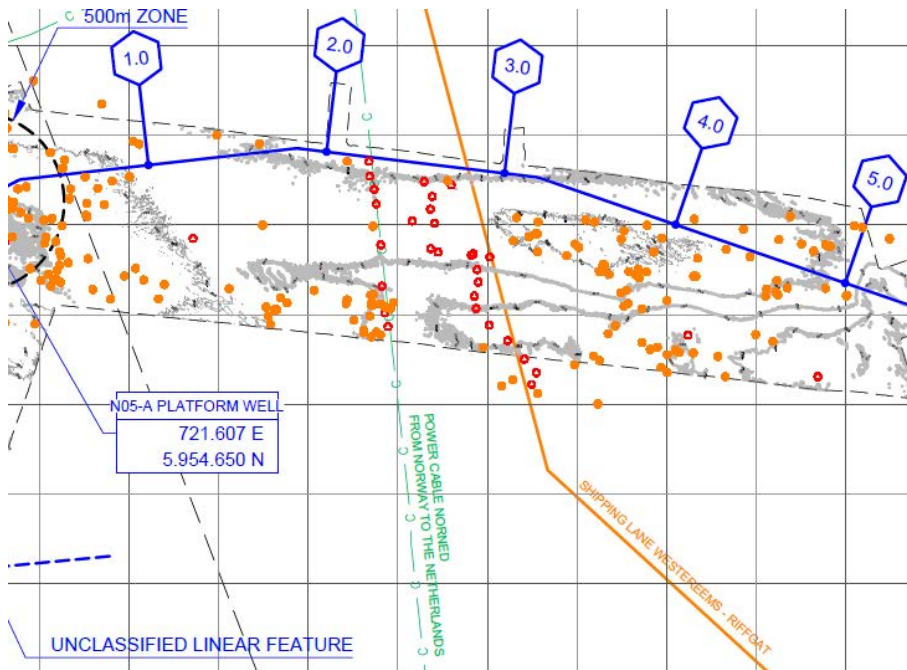 500m ZONE
1.0
2.0
3.0
4.0
5.0
C
C
C
N05-A PLATFORM WELL
721.607 E
5.954.650 N
C
C
C
C
C
POWER CABLE NORNED
FROM NORWAY TO THE NETHERLANDS
SHIPPING LANE WESTEREEMS - RIFFGAT
UNCLASSIFIED LINEAR FEATURE